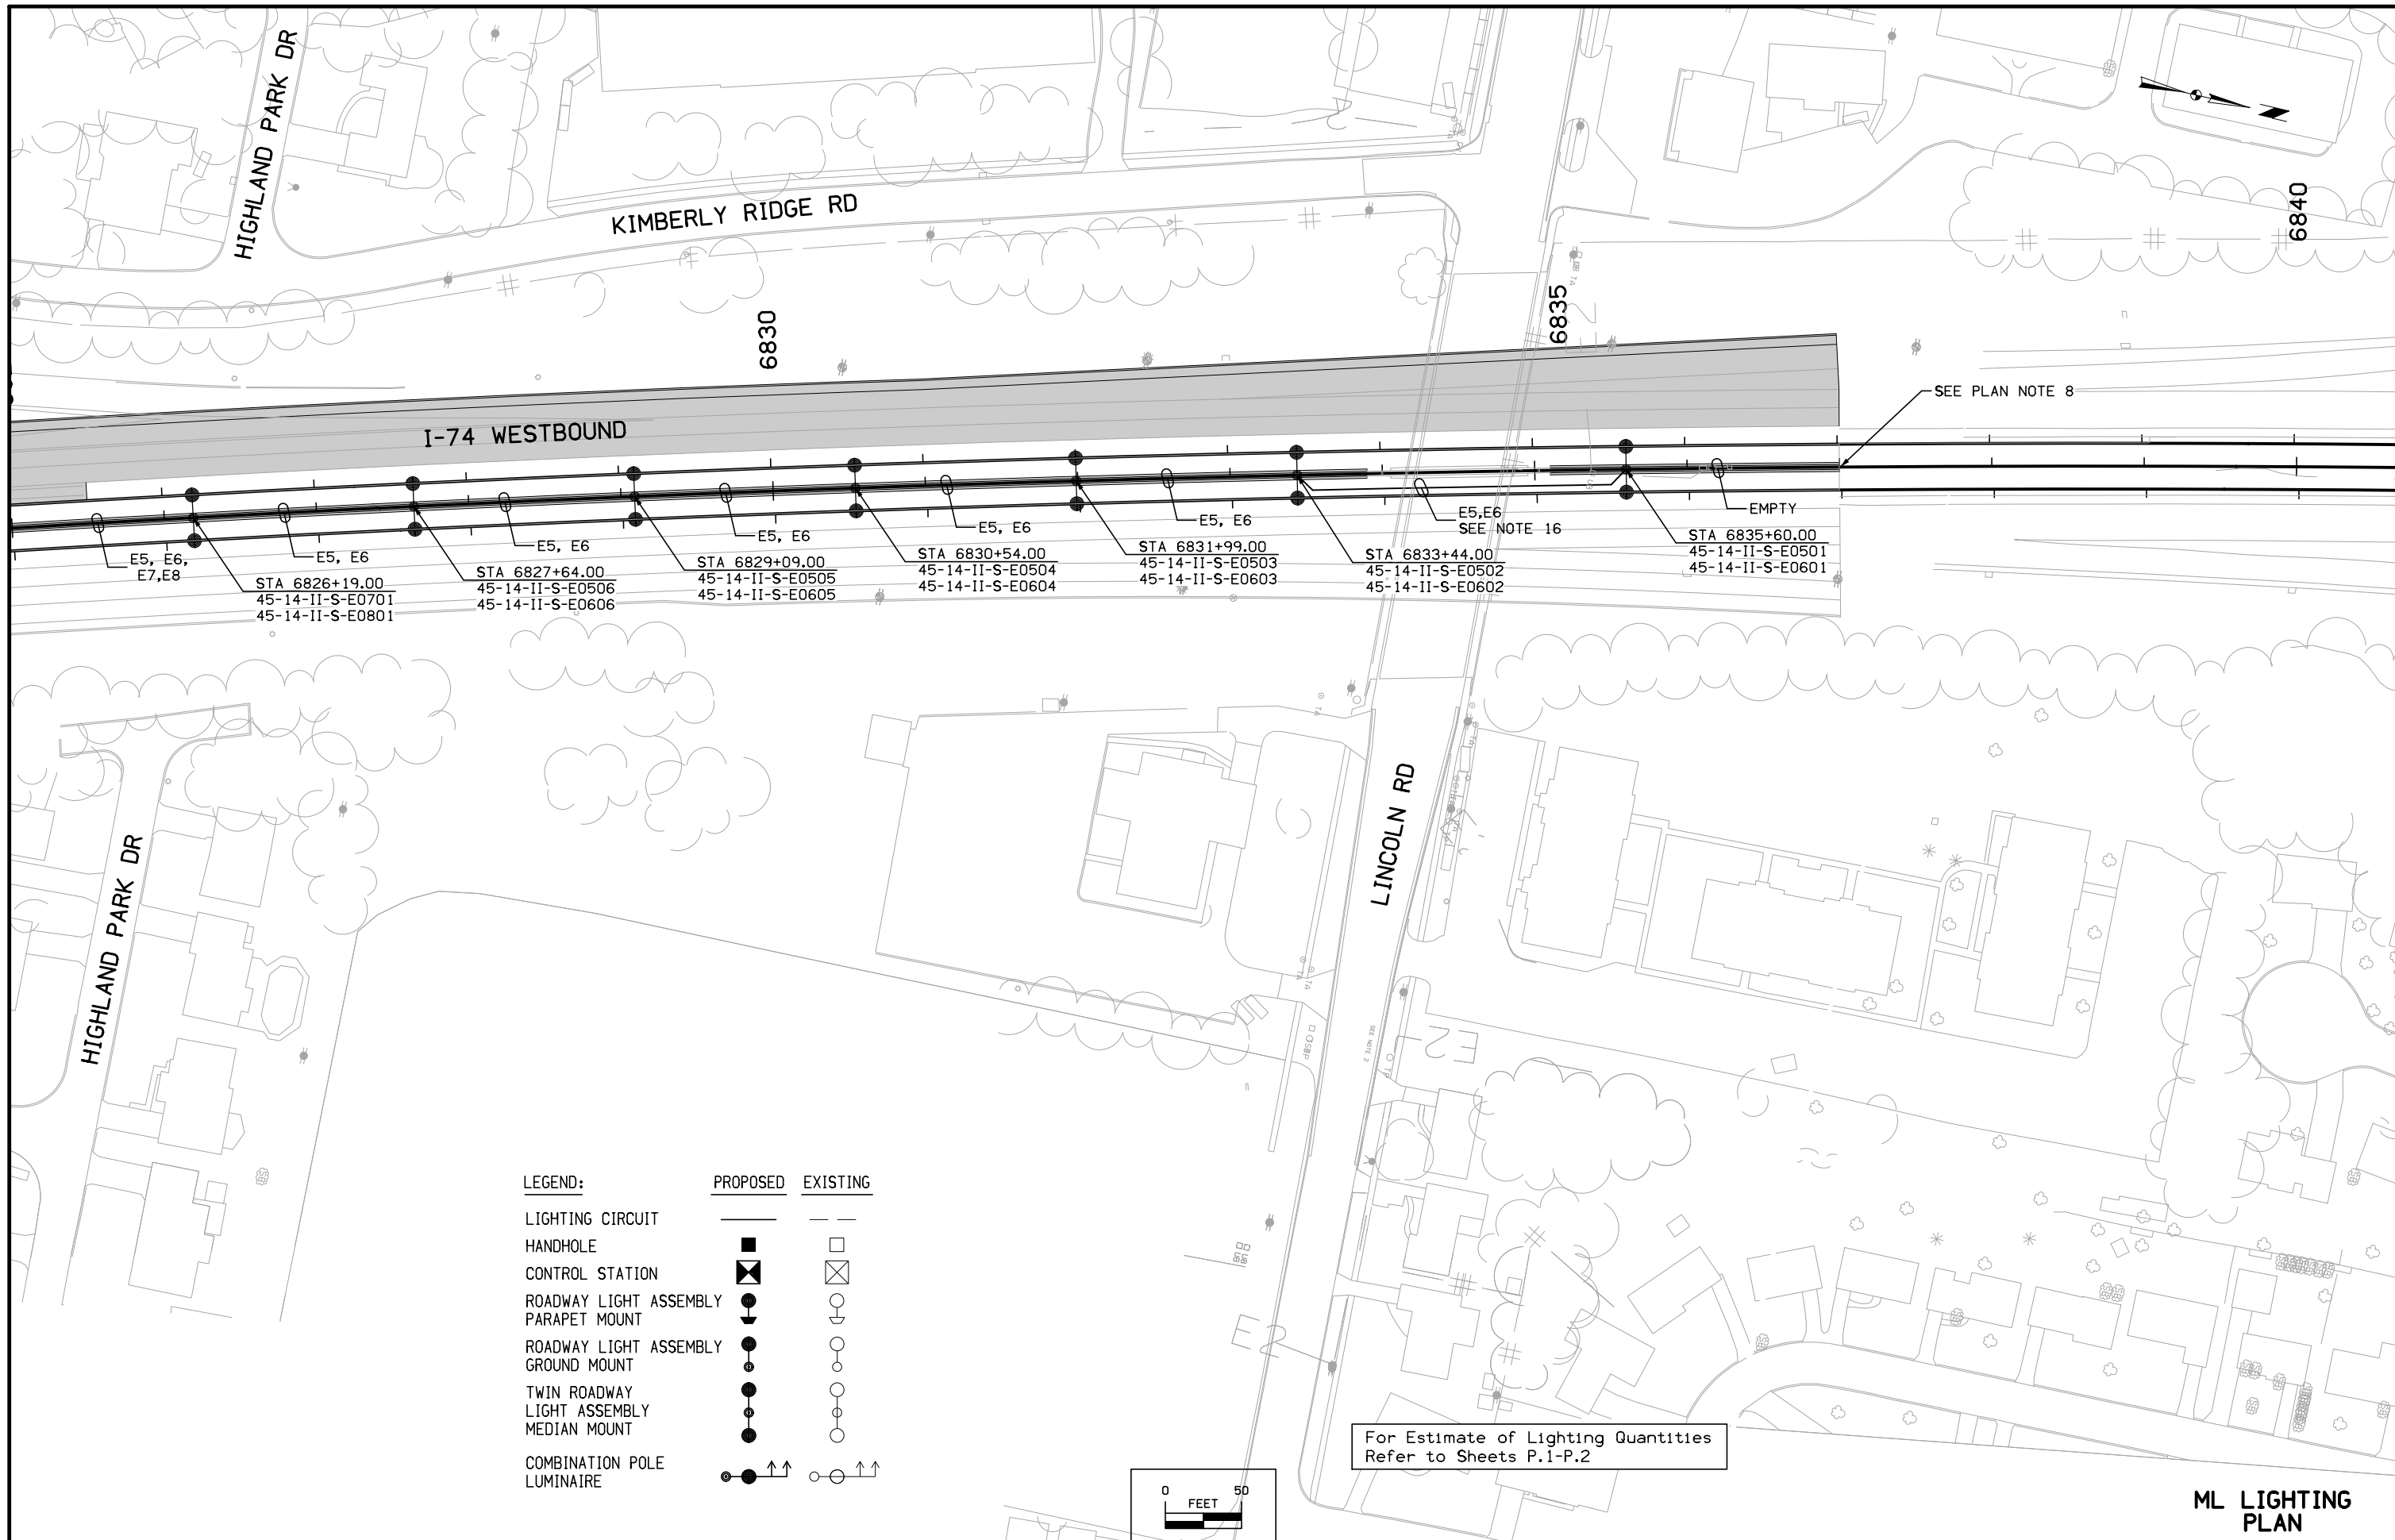 HIGHLAND PARK DR
KIMBERLY RIDGE RD
6830
6835
6840
I-74 WESTBOUND
SEE PLAN NOTE 8
E5, E6,
E7,E8
STA 6826+19.00
45-14-II-S-E0701
45-14-II-S-E0801
E5, E6
STA 6827+64.00
45-14-II-S-E0506
45-14-II-S-E0606
E5, E6
STA 6829+09.00
45-14-II-S-E0505
45-14-II-S-E0605
E5, E6
STA 6830+54.00
45-14-II-S-E0504
45-14-II-S-E0604
E5, E6
STA 6831+99.00
45-14-II-S-E0503
45-14-II-S-E0603
E5, E6
STA 6833+44.00
45-14-II-S-E0502
45-14-II-S-E0602
E5,E6
SEE NOTE 16
STA 6835+60.00
45-14-II-S-E0501
45-14-II-S-E0601
EMPTY
HIGHLAND PARK DR
LINCOLN RD
SEE NOTE 2
E2
E2
LEGEND:
PROPOSED EXISTING
LIGHTING CIRCUIT
HANDHOLE
CONTROL STATION
ROADWAY LIGHT ASSEMBLY
PARAPET MOUNT
ROADWAY LIGHT ASSEMBLY
GROUND MOUNT
TWIN ROADWAY
LIGHT ASSEMBLY
MEDIAN MOUNT
COMBINATION POLE
LUMINAIRE
0 50
FEET
For Estimate of Lighting Quantities
Refer to Sheets P.1-P.2
ML LIGHTING
PLAN